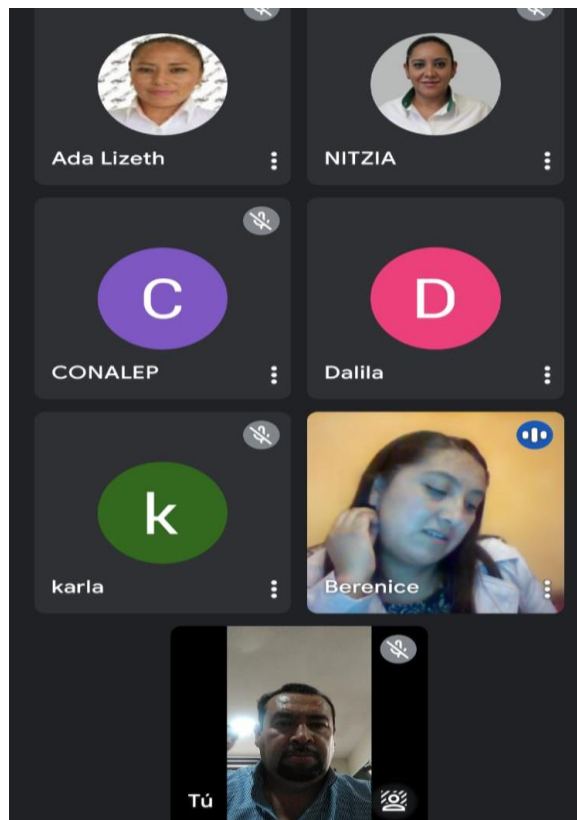 Ada Lizeth
NITZIA
C
CONALEP
D
Dalila
k
karla
Berenice
Tú